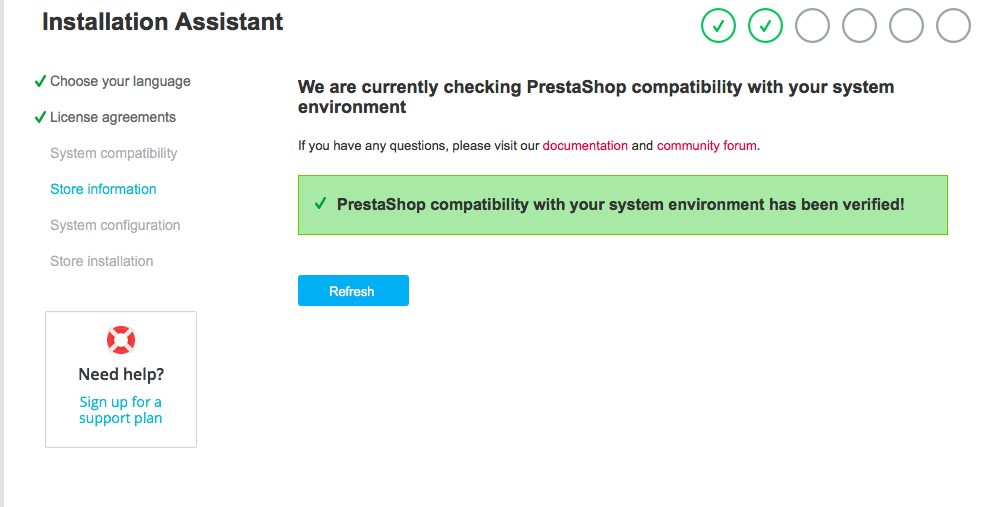 Installation Assistant
Choose your language
License agreements
System compatibility
Store information
System configuration
Store installation
Need help?
Sign up for a
support plan
We are currently checking PrestaShop compatibility with your system
environment
If you have any questions, please visit our documentation and community forum.
PrestaShop compatibility with your system environment has been verified!
Refresh